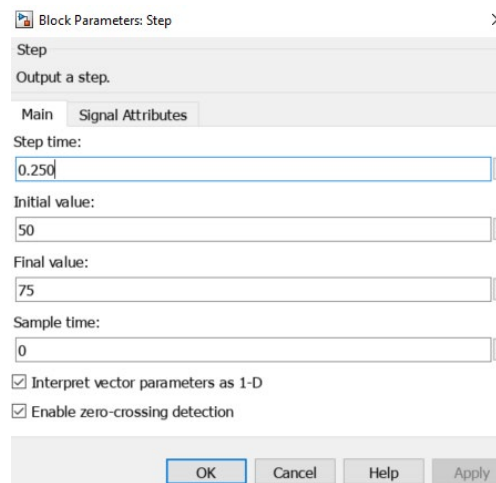 Block Parameters: Step
Step
Output a step.
Main Signal Attributes
Step time:
0.250
Initial value:
50
Final value:
75
Sample time:
0
Interpret vector parameters as 1-D
Enable zero-crossing detection
OK Cancel Help Apply